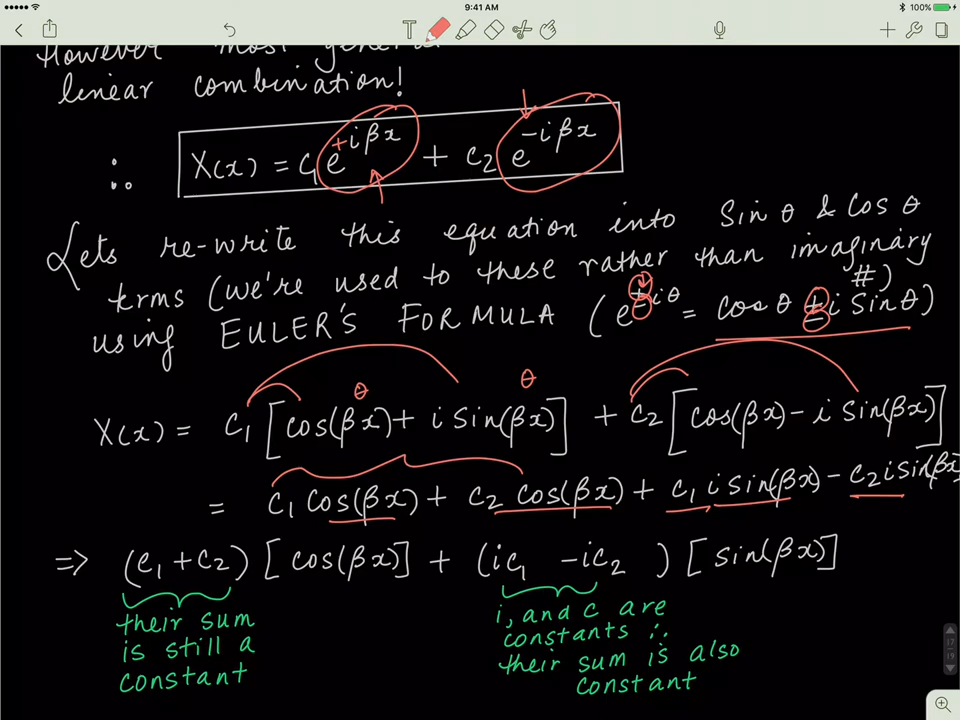 9:41 AM
100%
However most general
linear combination!
∴ X(x) = c₁ e^{+iβx} + c₂ e^{-iβx}
Lets re-write this equation into Sin θ & Cos θ
terms (we're used to these rather than imaginary #)
using EULER'S FORMULA (e^{±iθ} = cos θ ± i Sin θ)
θ θ
X(x) = c₁ [cos(βx) + i Sin(βx)] + c₂ [cos(βx) - i Sin(βx)]
= c₁ cos(βx) + c₂ cos(βx) + c₁ i sin(βx) - c₂ i sin(βx)
=> (c₁ + c₂) [cos(βx)] + (ic₁ - ic₂) [sin(βx)]
their sum
is still a
constant
i, and c are
constants ∴
their sum is also
constant
17
19